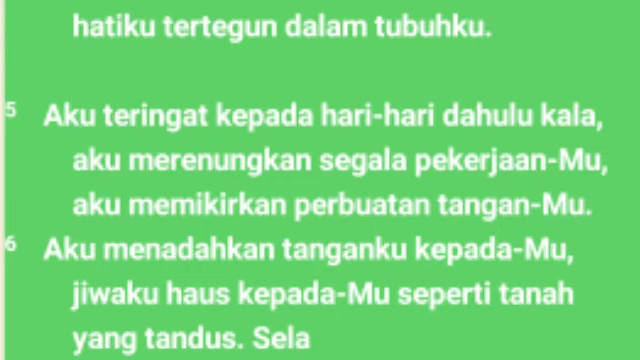 hatiku tertegun dalam tubuhku.
5 Aku teringat kepada hari-hari dahulu kala,
aku merenungkan segala pekerjaan-Mu,
aku memikirkan perbuatan tangan-Mu.
6 Aku menadahkan tanganku kepada-Mu,
jiwaku haus kepada-Mu seperti tanah
yang tandus. Sela